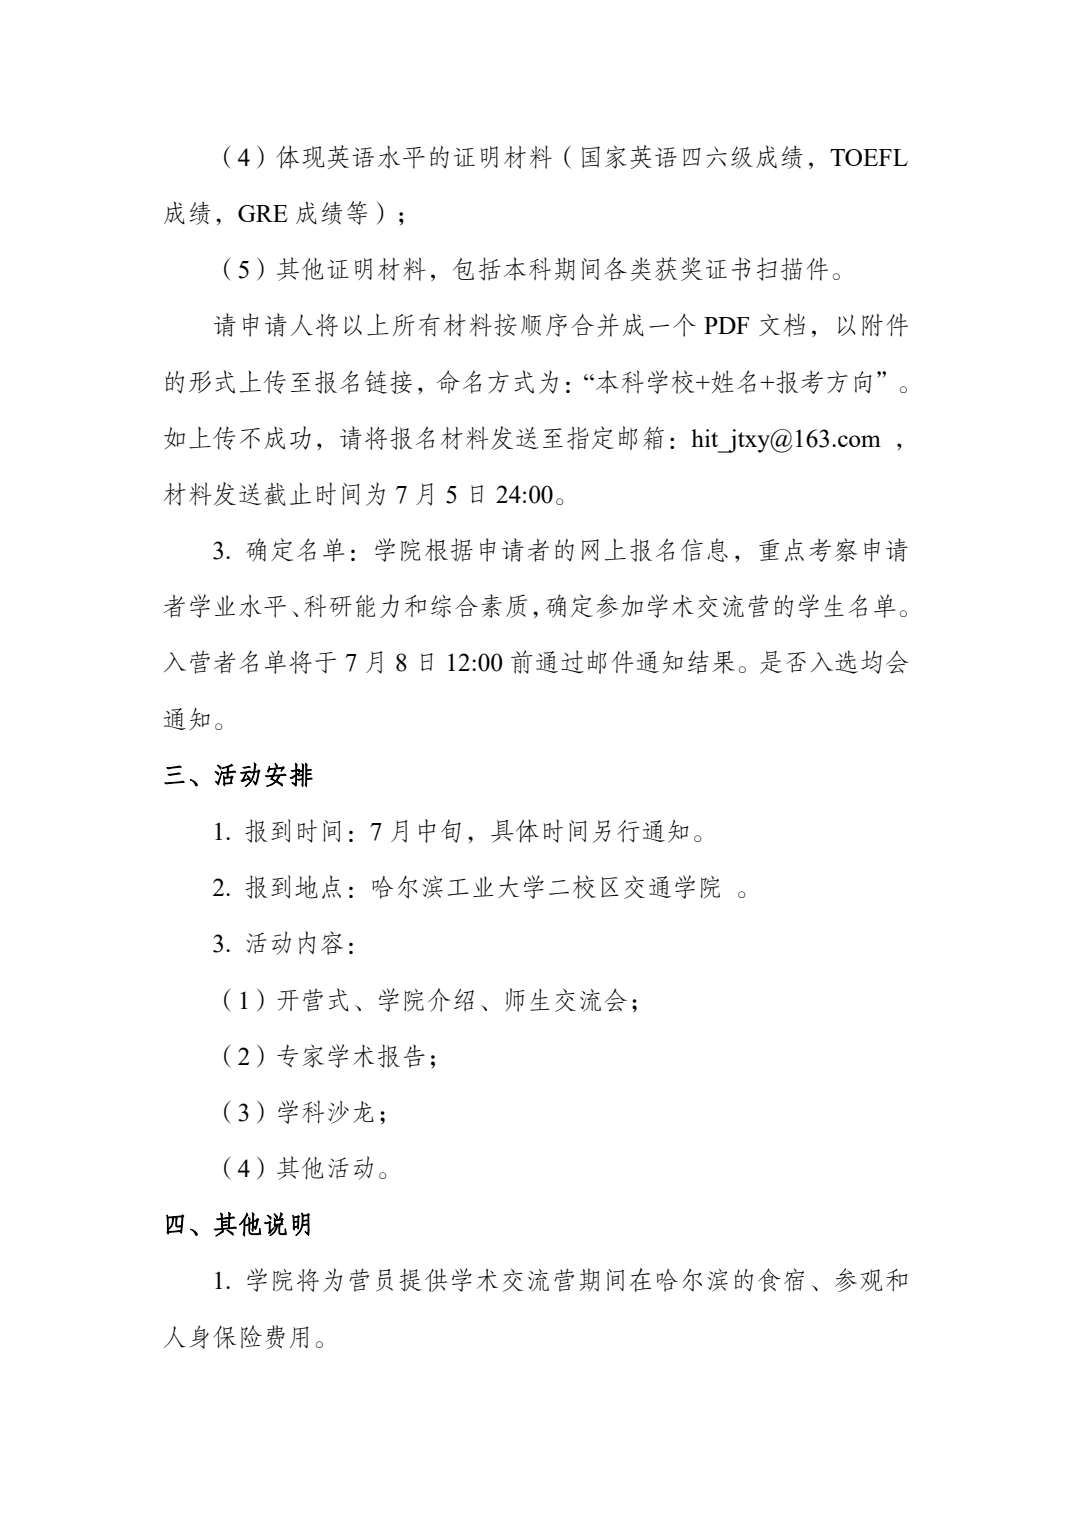 （4）体现英语水平的证明材料（国家英语四六级成绩，TOEFL
成绩，GRE 成绩等）；
（5）其他证明材料，包括本科期间各类获奖证书扫描件。
请申请人将以上所有材料按顺序合并成一个 PDF 文档，以附件
的形式上传至报名链接，命名方式为：“本科学校+姓名+报考方向”。
如上传不成功，请将报名材料发送至指定邮箱：hit_jtxy@163.com ，
材料发送截止时间为 7 月 5 日 24:00。
3. 确定名单：学院根据申请者的网上报名信息，重点考察申请
者学业水平、科研能力和综合素质，确定参加学术交流营的学生名单。
入营者名单将于 7 月 8 日 12:00 前通过邮件通知结果。是否入选均会
通知。
三、活动安排
1. 报到时间：7 月中旬，具体时间另行通知。
2. 报到地点：哈尔滨工业大学二校区交通学院 。
3. 活动内容：
（1）开营式、学院介绍、师生交流会；
（2）专家学术报告；
（3）学科沙龙；
（4）其他活动。
四、其他说明
1. 学院将为营员提供学术交流营期间在哈尔滨的食宿、参观和
人身保险费用。